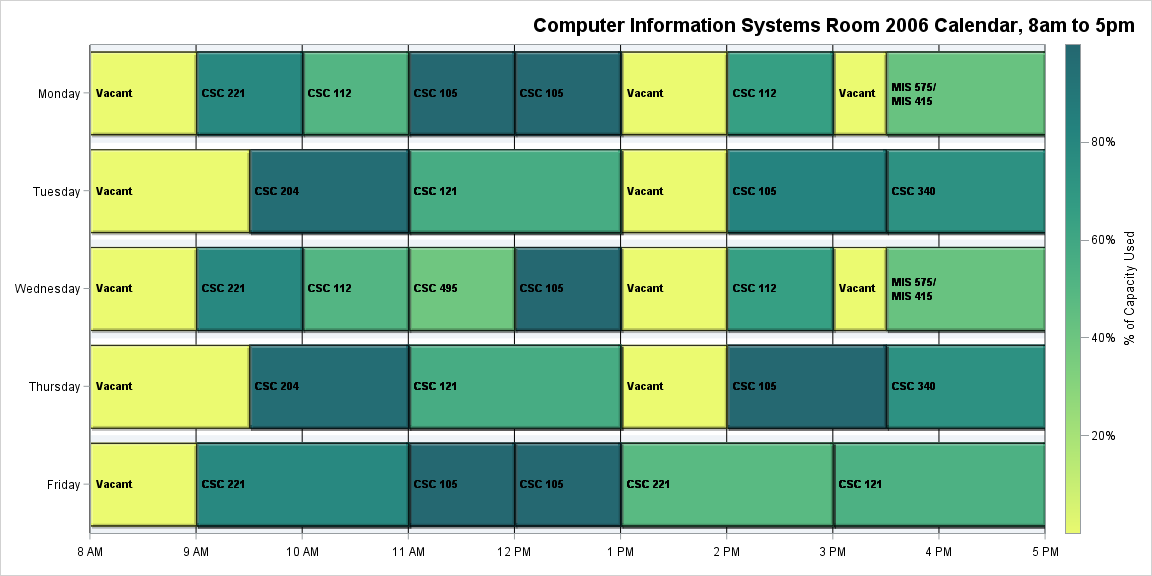 Computer Information Systems Room 2006 Calendar, 8am to 5pm
Monday
Vacant
CSC 221
CSC 112
CSC 105
CSC 105
Vacant
CSC 112
Vacant
MIS 575/
MIS 415
Tuesday
Vacant
CSC 204
CSC 121
Vacant
CSC 105
CSC 340
Wednesday
Vacant
CSC 221
CSC 112
CSC 495
CSC 105
Vacant
CSC 112
Vacant
MIS 575/
MIS 415
Thursday
Vacant
CSC 204
CSC 121
Vacant
CSC 105
CSC 340
Friday
Vacant
CSC 221
CSC 105
CSC 105
CSC 221
CSC 121
8 AM
9 AM
10 AM
11 AM
12 PM
1 PM
2 PM
3 PM
4 PM
5 PM
80%
60%
40%
20%
% of Capacity Used